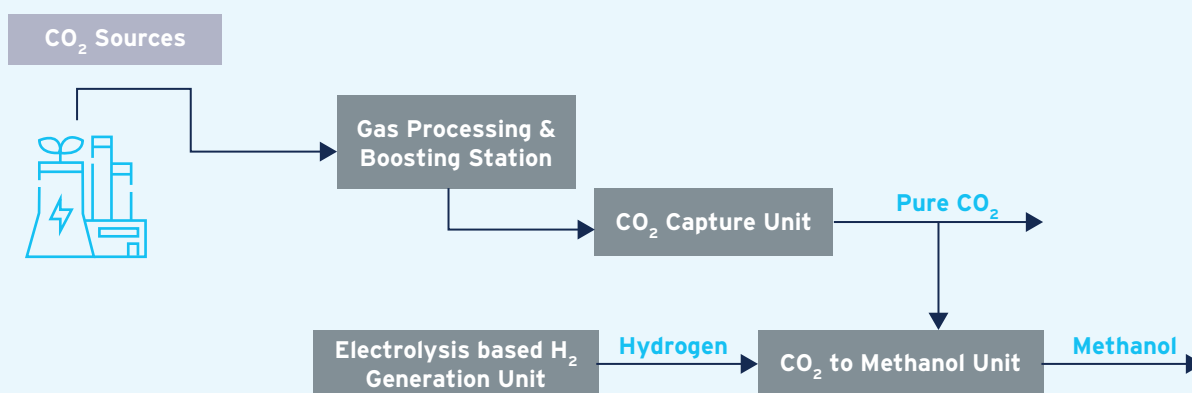 CO₂ Sources
Gas Processing &
Boosting Station
CO₂ Capture Unit
Pure CO₂
Electrolysis based H₂
Generation Unit
Hydrogen
CO₂ to Methanol Unit
Methanol